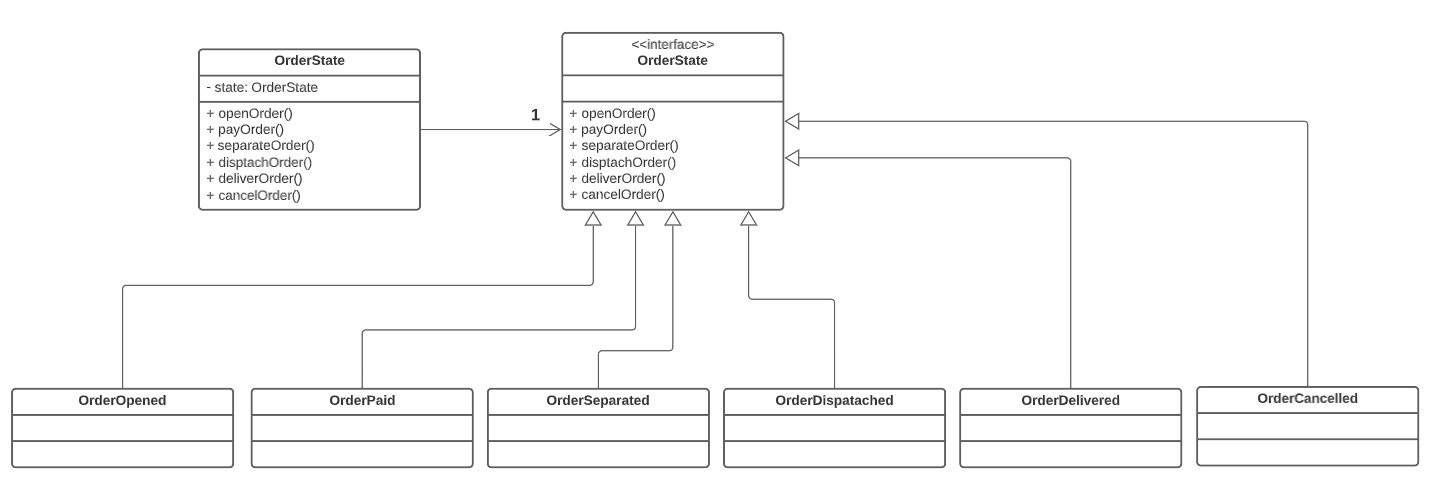 OrderState
- state: OrderState
+ openOrder()
+ payOrder()
+ separateOrder()
+ disptachOrder()
+ deliverOrder()
+ cancelOrder()
1
<<interface>>
OrderState
+ openOrder()
+ payOrder()
+ separateOrder()
+ disptachOrder()
+ deliverOrder()
+ cancelOrder()
OrderOpened
OrderPaid
OrderSeparated
OrderDispatached
OrderDelivered
OrderCancelled